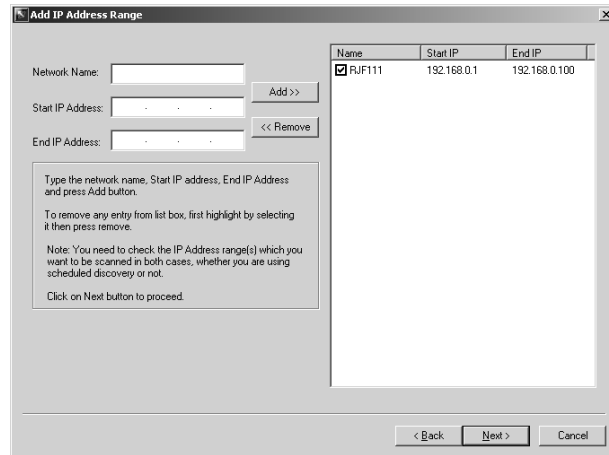 Add IP Address Range
Network Name:
Start IP Address:
End IP Address:
Add >>
<< Remove
Name Start IP End IP
RJF111 192.168.0.1 192.168.0.100
Type the network name, Start IP address, End IP Address
and press Add button.
To remove any entry from list box, first highlight by selecting
it then press remove.
Note: You need to check the IP Address range(s) which you
want to be scanned in both cases, whether you are using
scheduled discovery or not.
Click on Next button to proceed.
< Back Next > Cancel